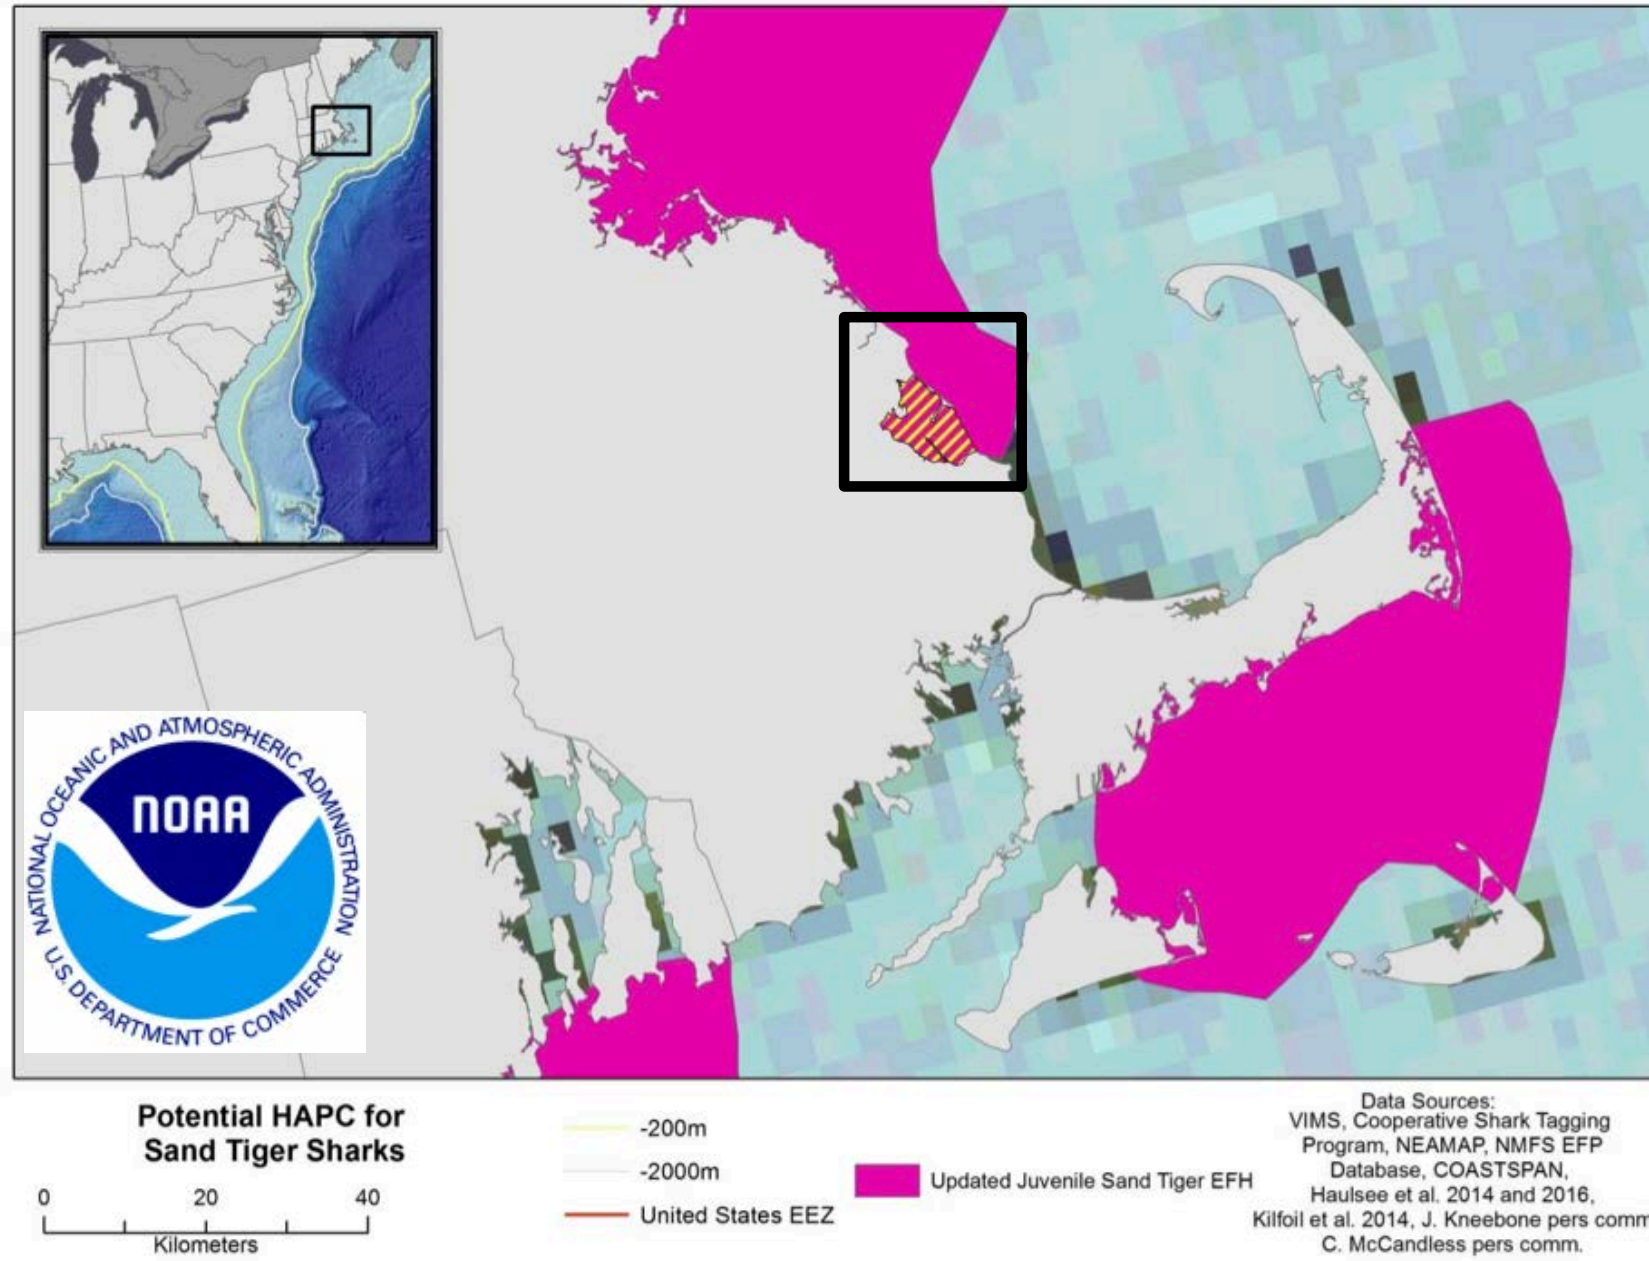 NATIONAL OCEANIC AND ATMOSPHERIC ADMINISTRATION
NOAA
U.S. DEPARTMENT OF COMMERCE
Potential HAPC for
Sand Tiger Sharks
0 20 40
Kilometers
-200m
-2000m
United States EEZ
Updated Juvenile Sand Tiger EFH
Data Sources:
VIMS, Cooperative Shark Tagging
Program, NEAMAP, NMFS EFP
Database, COASTSPAN,
Haulsee et al. 2014 and 2016,
Kilfoil et al. 2014, J. Kneebone pers comm
C. McCandless pers comm.